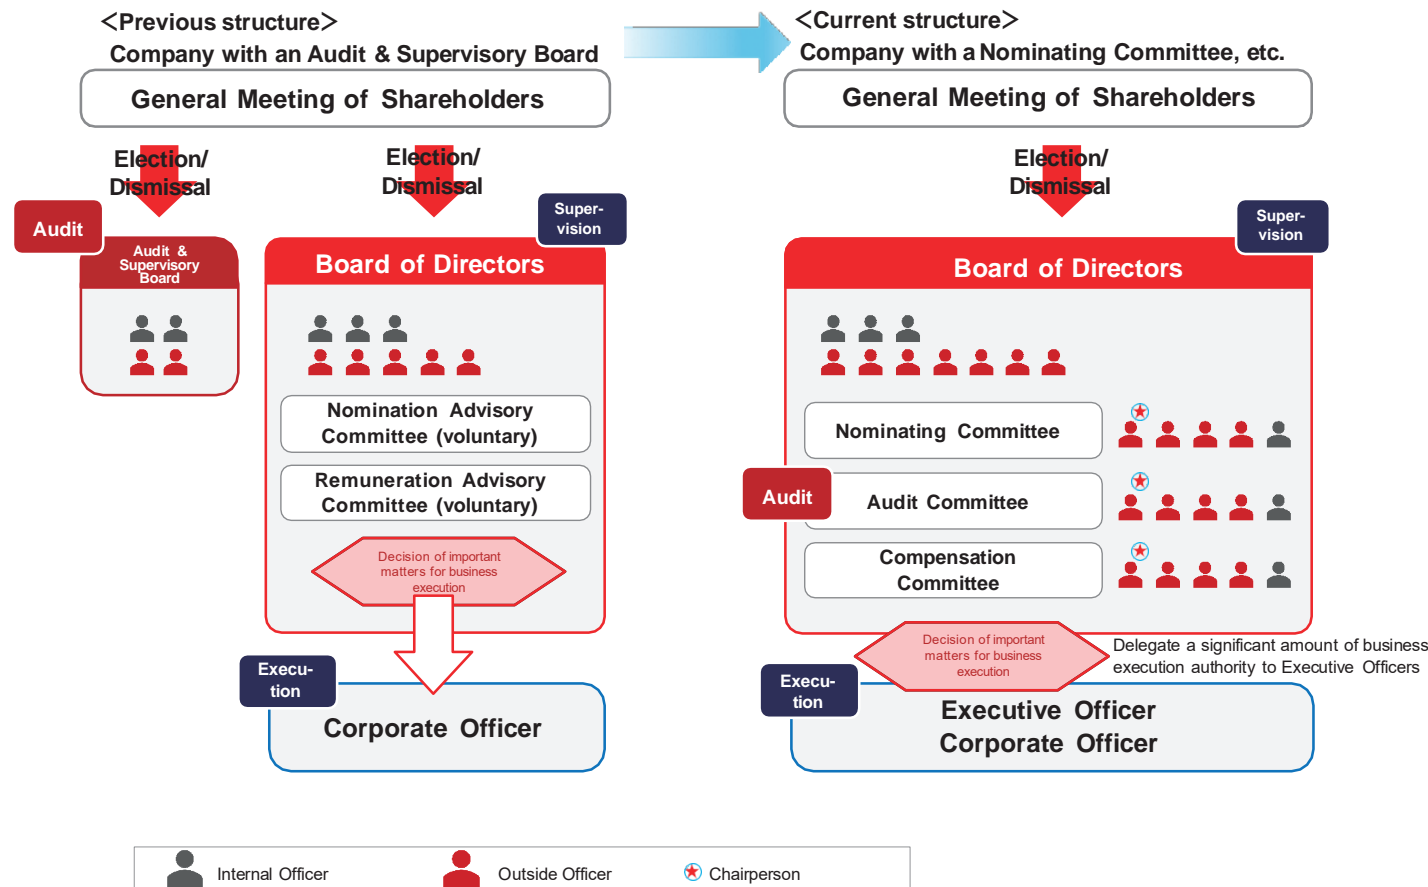 <Previous structure>
Company with an Audit & Supervisory Board
General Meeting of Shareholders
Election/
Dismissal
Election/
Dismissal
Audit
Audit &
Supervisory
Board
Super-
vision
Board of Directors
Nomination Advisory
Committee (voluntary)
Remuneration Advisory
Committee (voluntary)
Decision of important
matters for business
execution
Execu-
tion
Corporate Officer
<Current structure>
Company with a Nominating Committee, etc.
General Meeting of Shareholders
Election/
Dismissal
Super-
vision
Board of Directors
Nominating Committee
Audit
Audit Committee
Compensation
Committee
Decision of important
matters for business
execution
Delegate a significant amount of business
execution authority to Executive Officers
Execu-
tion
Executive Officer
Corporate Officer
Internal Officer
Outside Officer
Chairperson